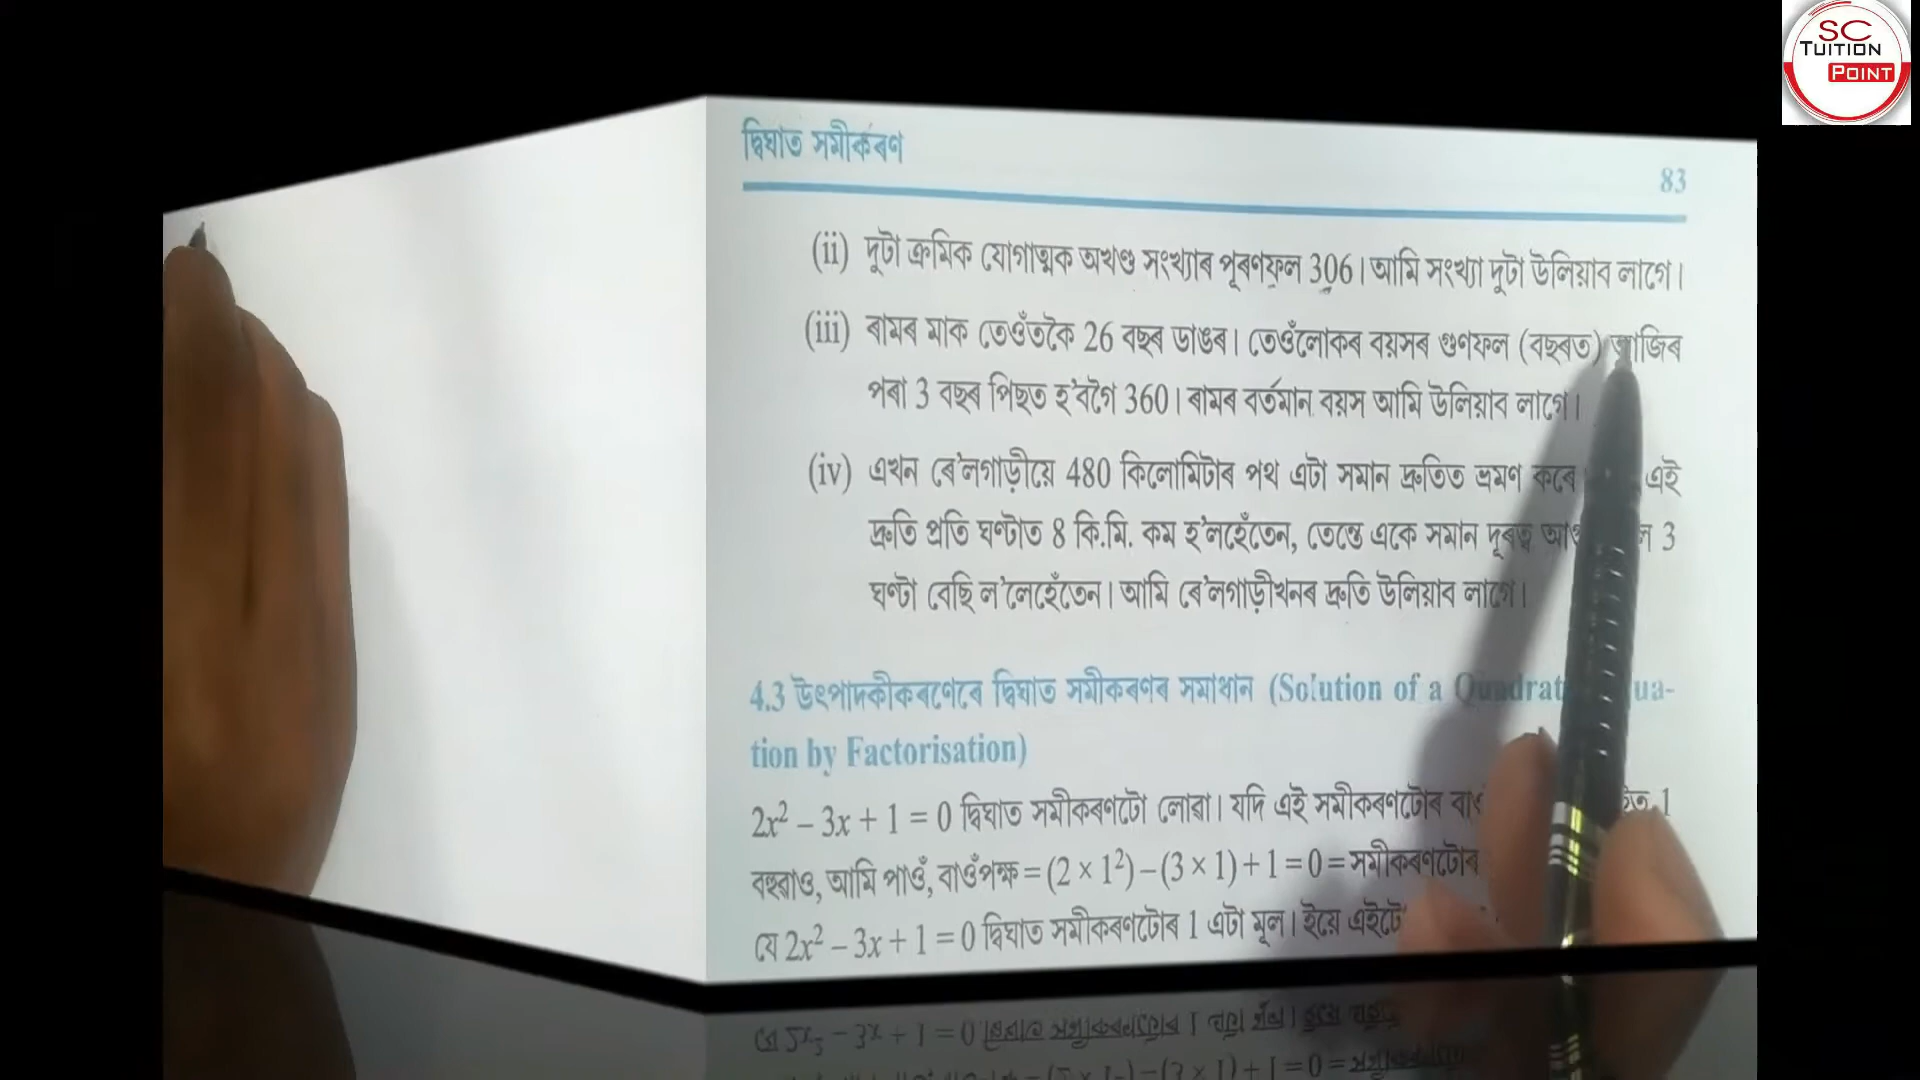 SC
TUITION
POINT
দ্বিঘাত সমীকৰণ
83
(ii) দুটা ক্ৰমিক যোগাত্মক অখণ্ড সংখ্যাৰ পূৰণফল 306। আমি সংখ্যা দুটা উলিয়াব লাগে।
(iii) ৰামৰ মাক তেওঁতকৈ 26 বছৰ ডাঙৰ। তেওঁলোকৰ বয়সৰ গুণফল (বছৰত) আজিৰ
পৰা 3 বছৰ পিছত হ'বগৈ 360। ৰামৰ বৰ্তমান বয়স আমি উলিয়াব লাগে।
(iv) এখন ৰে'লগাড়ীয়ে 480 কিলোমিটাৰ পথ এটা সমান দ্ৰুতিত ভ্ৰমণ কৰে এই
দ্ৰুতি প্ৰতি ঘণ্টাত 8 কি.মি. কম হ'লহেঁতেন, তেন্তে একে সমান দূৰত্ব 3
ঘণ্টা বেছি ল'লেহেঁতেন। আমি ৰে'লগাড়ীখনৰ দ্ৰুতি উলিয়াব লাগে।
4.3 উৎপাদকীকৰণেৰে দ্বিঘাত সমীকৰণৰ সমাধান (Solution of a
tion by Factorisation)
2x² – 3x + 1 = 0 দ্বিঘাত সমীকৰণটো লোৱা। যদি এই সমীকৰণটোৰ 1
বহুৱাওঁ, আমি পাওঁ, বাওঁপক্ষ = (2 × 1²) – (3 × 1) + 1 = 0 = সমীকৰণটোৰ
যে 2x² – 3x + 1 = 0 দ্বিঘাত সমীকৰণটোৰ 1 এটা মূল। ইয়ে